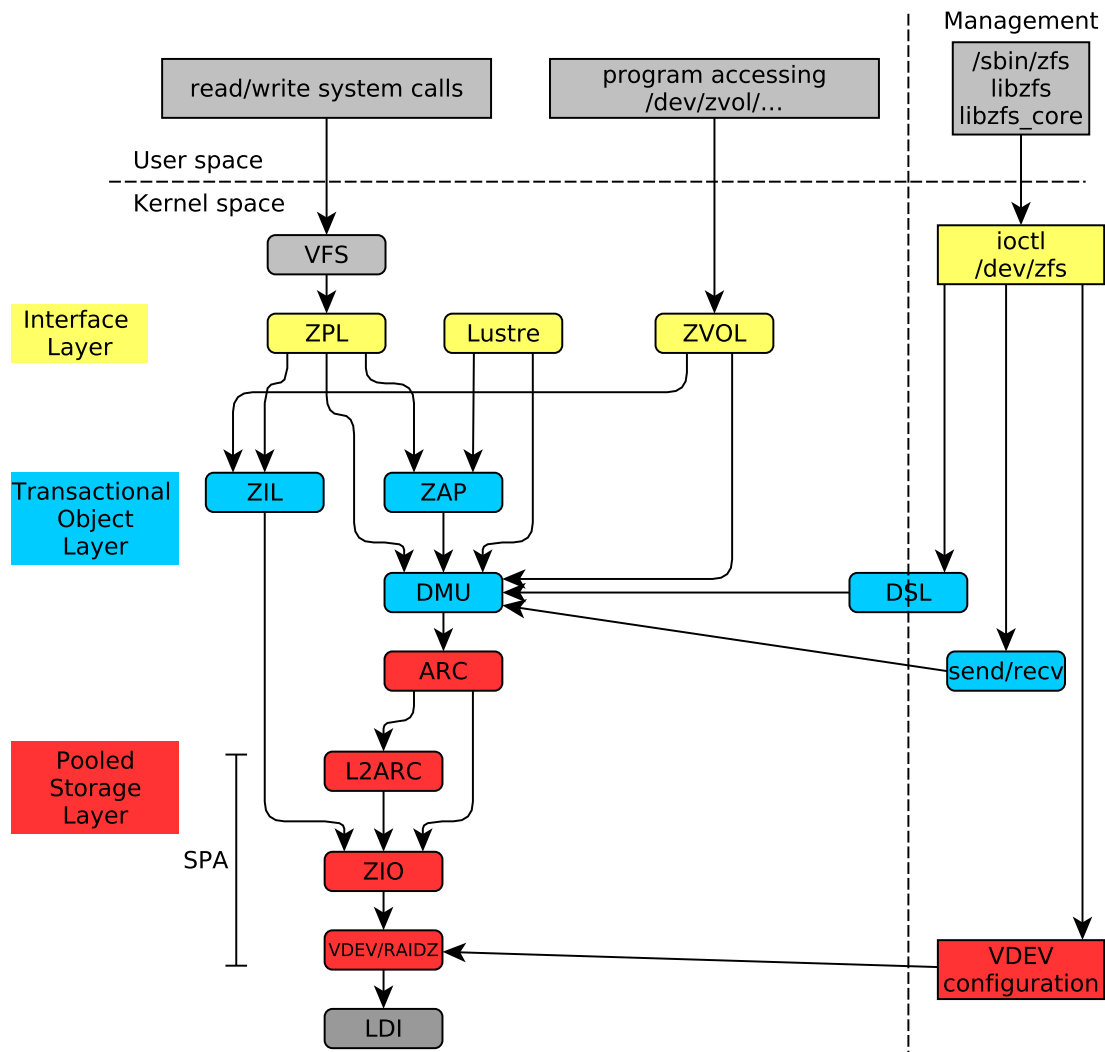 Management
read/write system calls
program accessing
/dev/zvol/...
/sbin/zfs
libzfs
libzfs_core
User space
Kernel space
VFS
ioctl
/dev/zfs
Interface
Layer
ZPL
Lustre
ZVOL
Transactional
Object
Layer
ZIL
ZAP
DMU
DSL
ARC
send/recv
Pooled
Storage
Layer
L2ARC
SPA
ZIO
VDEV/RAIDZ
VDEV
configuration
LDI